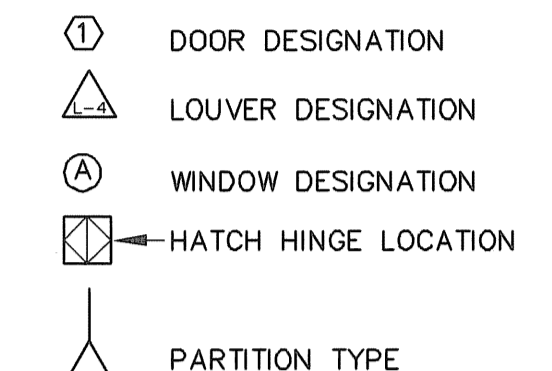 1 DOOR DESIGNATION
L-4 LOUVER DESIGNATION
A WINDOW DESIGNATION
HATCH HINGE LOCATION
PARTITION TYPE